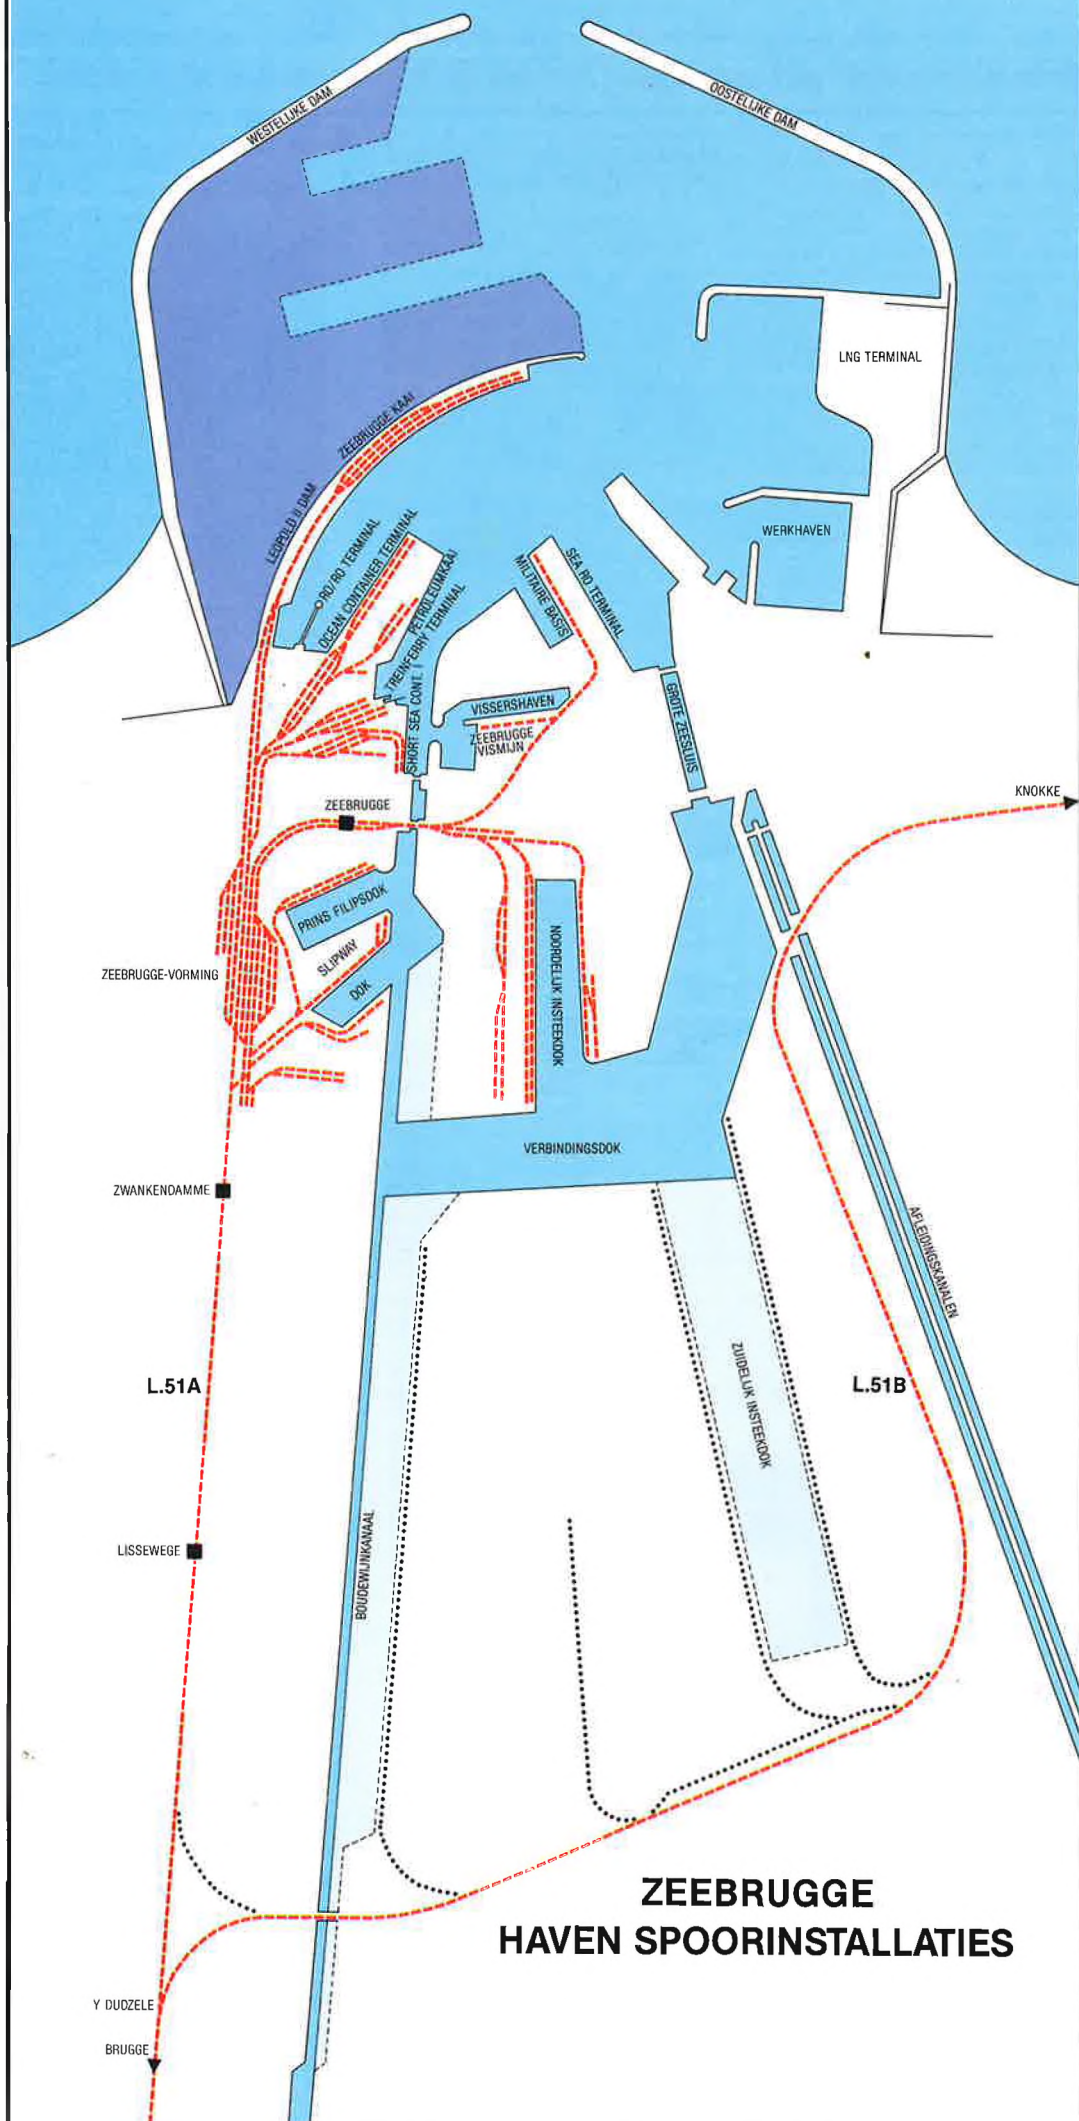 WESTELIJKE DAM
OOSTELIJKE DAM
LNG TERMINAL
ZEEBRUGGE KAAI
LEOPOLD II DAM
RO/RO TERMINAL
OCEAN CONTAINER TERMINAL
PETROLEUMKAAI
TREINFERRY TERMINAL
SHORT SEA CONT.
MILITAIRE BASIS
SEA RO TERMINAL
WERKHAVEN
VISSERSHAVEN
ZEEBRUGGE
VISMIJN
GROTE ZEESLUIS
KNOKKE
ZEEBRUGGE
PRINS FILIPSDOK
SLIPWAY
DOK
ZEEBRUGGE-VORMING
NOORDELIJK INSTEEKDOK
VERBINDINGSDOK
ZWANKENDAMME
AFLEIDINGSKANALEN
L.51A
ZUIDELIJK INSTEEKDOK
L.51B
LISSEWEGE
BOUDEWIJNKANAAL
ZEEBRUGGE
HAVEN SPOORINSTALLATIES
Y DUDZELE
BRUGGE